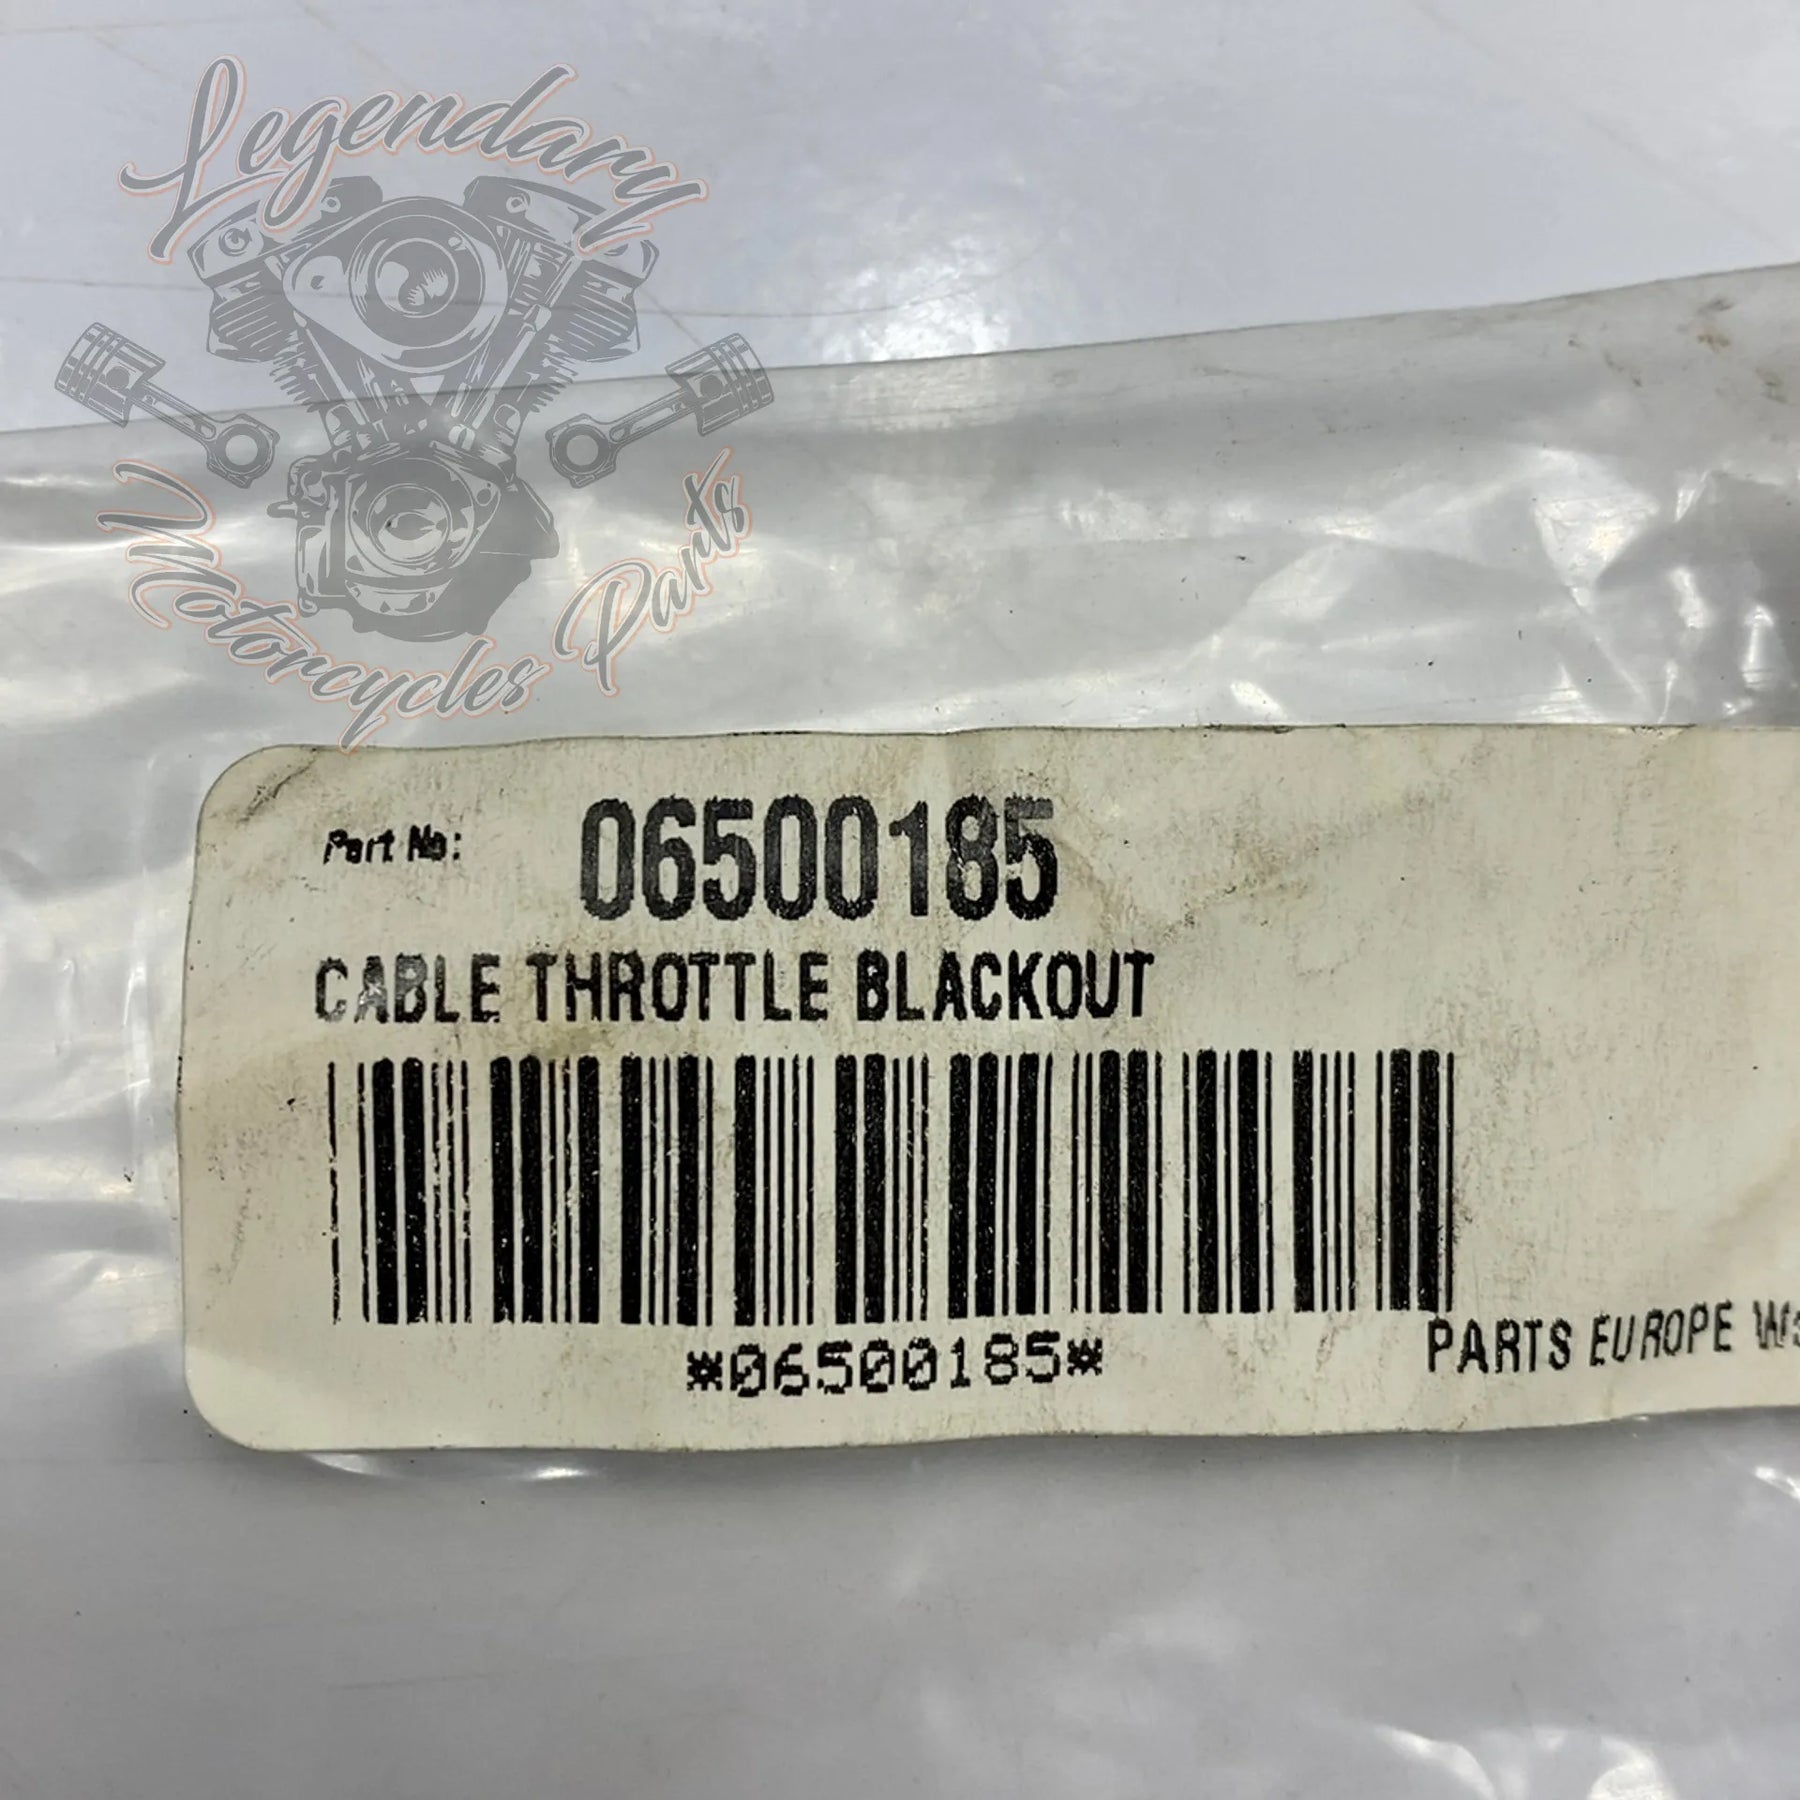 Legendary
Motorcycles Parts
Part No: 06500185
CABLE THROTTLE BLACKOUT
*06500185*
PARTS EUROPE